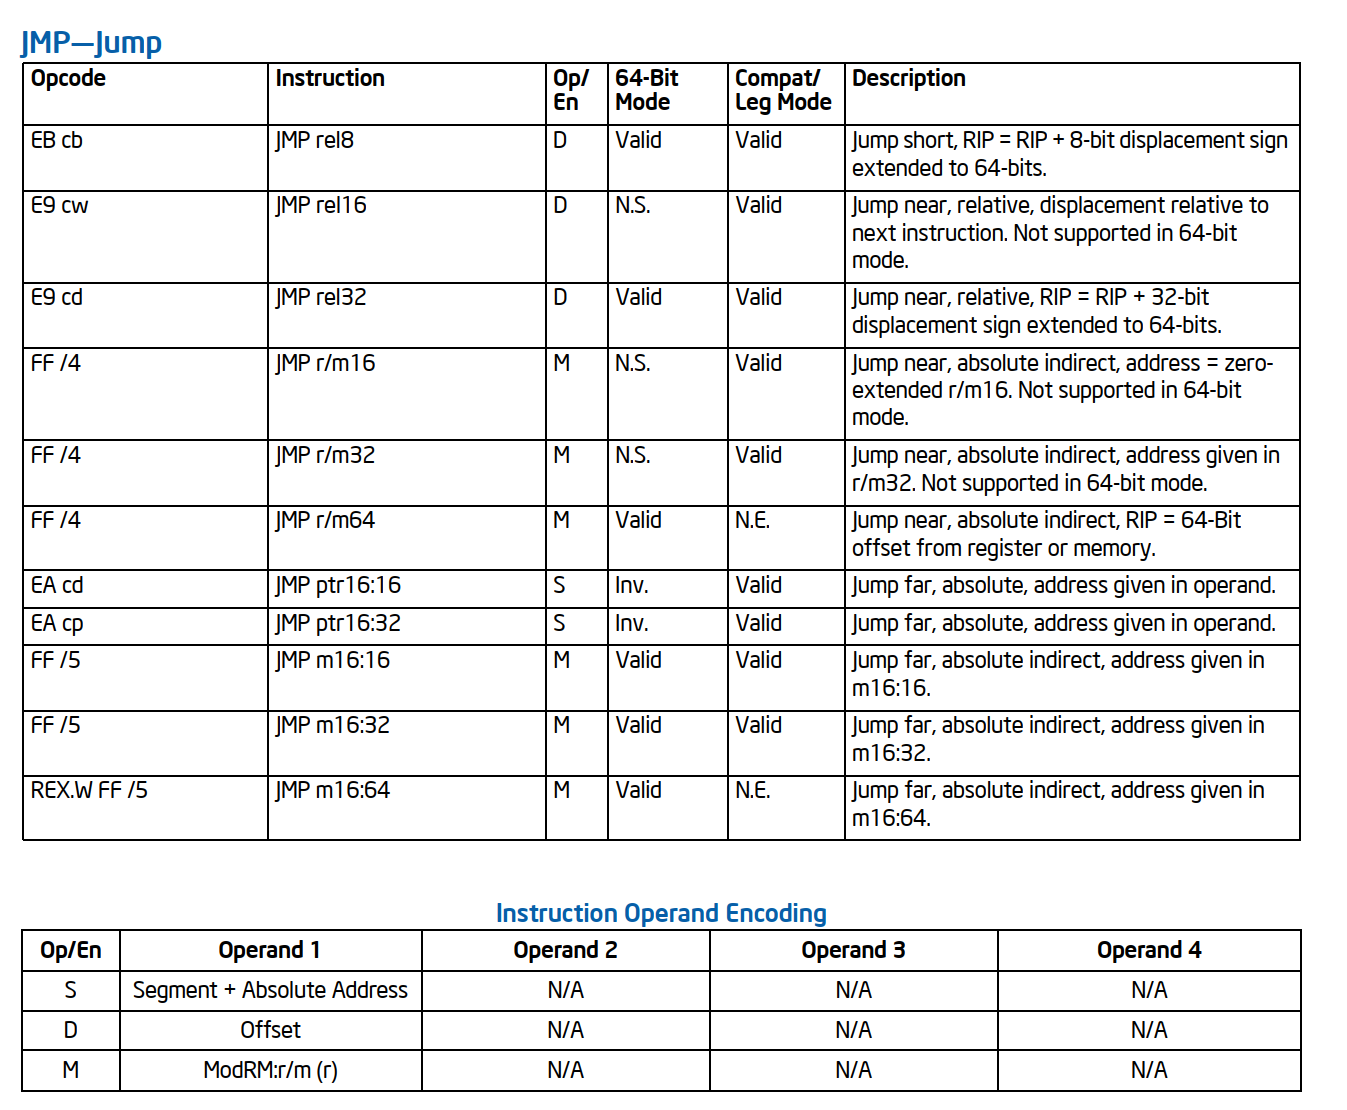 JMP—Jump
Opcode Instruction Op/ 64-Bit Compat/ Description
En Mode Leg Mode
EB cb JMP rel8 D Valid Valid Jump short, RIP = RIP + 8-bit displacement sign
extended to 64-bits.
E9 cw JMP rel16 D N.S. Valid Jump near, relative, displacement relative to
next instruction. Not supported in 64-bit
mode.
E9 cd JMP rel32 D Valid Valid Jump near, relative, RIP = RIP + 32-bit
displacement sign extended to 64-bits.
FF /4 JMP r/m16 M N.S. Valid Jump near, absolute indirect, address = zero-
extended r/m16. Not supported in 64-bit
mode.
FF /4 JMP r/m32 M N.S. Valid Jump near, absolute indirect, address given in
r/m32. Not supported in 64-bit mode.
FF /4 JMP r/m64 M Valid N.E. Jump near, absolute indirect, RIP = 64-Bit
offset from register or memory.
EA cd JMP ptr16:16 S Inv. Valid Jump far, absolute, address given in operand.
EA cp JMP ptr16:32 S Inv. Valid Jump far, absolute, address given in operand.
FF /5 JMP m16:16 M Valid Valid Jump far, absolute indirect, address given in
m16:16.
FF /5 JMP m16:32 M Valid Valid Jump far, absolute indirect, address given in
m16:32.
REX.W FF /5 JMP m16:64 M Valid N.E. Jump far, absolute indirect, address given in
m16:64.
Instruction Operand Encoding
Op/En Operand 1 Operand 2 Operand 3 Operand 4
S Segment + Absolute Address N/A N/A N/A
D Offset N/A N/A N/A
M ModRM:r/m (r) N/A N/A N/A